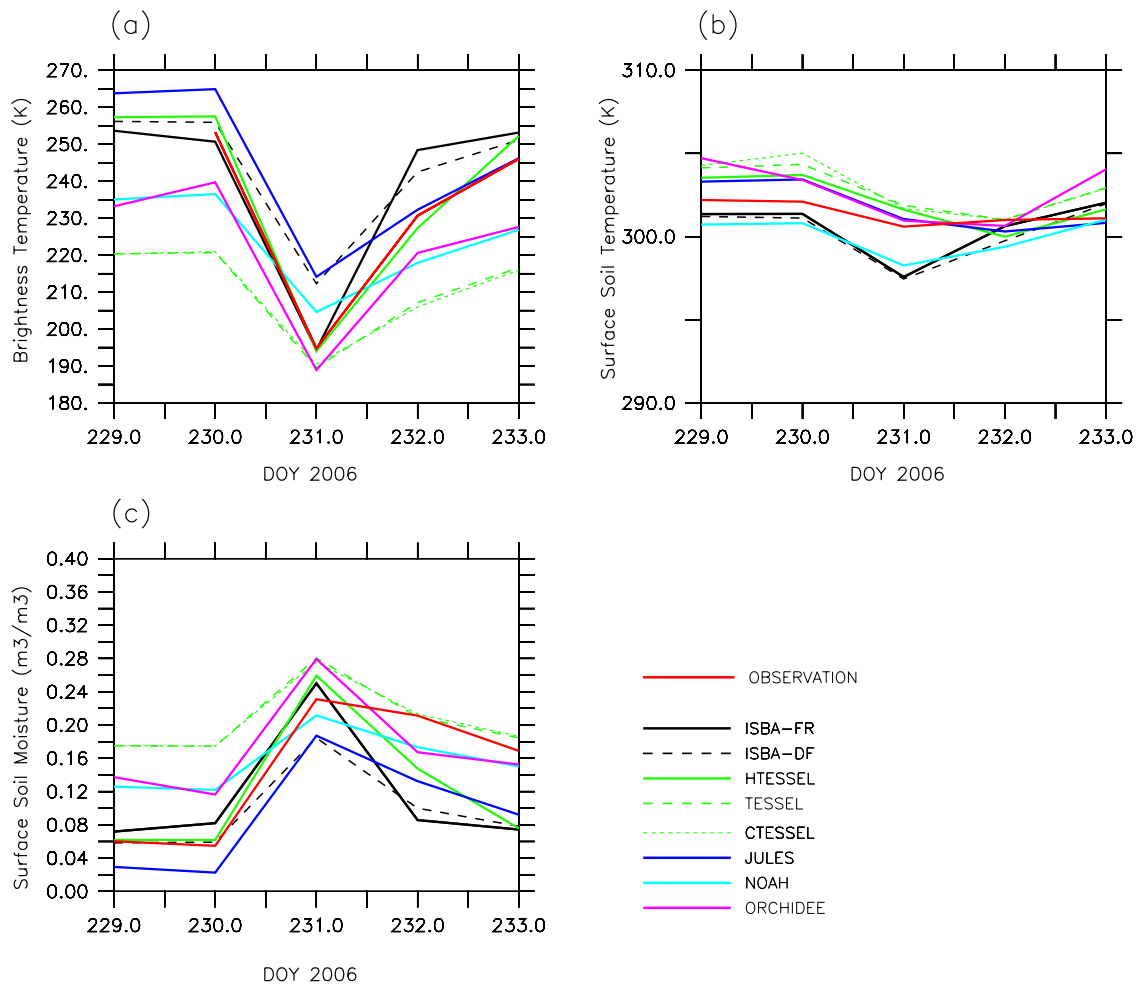 (a)
Brightness Temperature (K)
270.
260.
250.
240.
230.
220.
210.
200.
190.
180.
229.0 230.0 231.0 232.0 233.0
DOY 2006
(b)
Surface Soil Temperature (K)
310.0
300.0
290.0
229.0 230.0 231.0 232.0 233.0
DOY 2006
(c)
Surface Soil Moisture (m3/m3)
0.40
0.36
0.32
0.28
0.24
0.20
0.16
0.12
0.08
0.04
0.00
229.0 230.0 231.0 232.0 233.0
DOY 2006
OBSERVATION
ISBA-FR
ISBA-DF
HTESSEL
TESSEL
CTESSEL
JULES
NOAH
ORCHIDEE